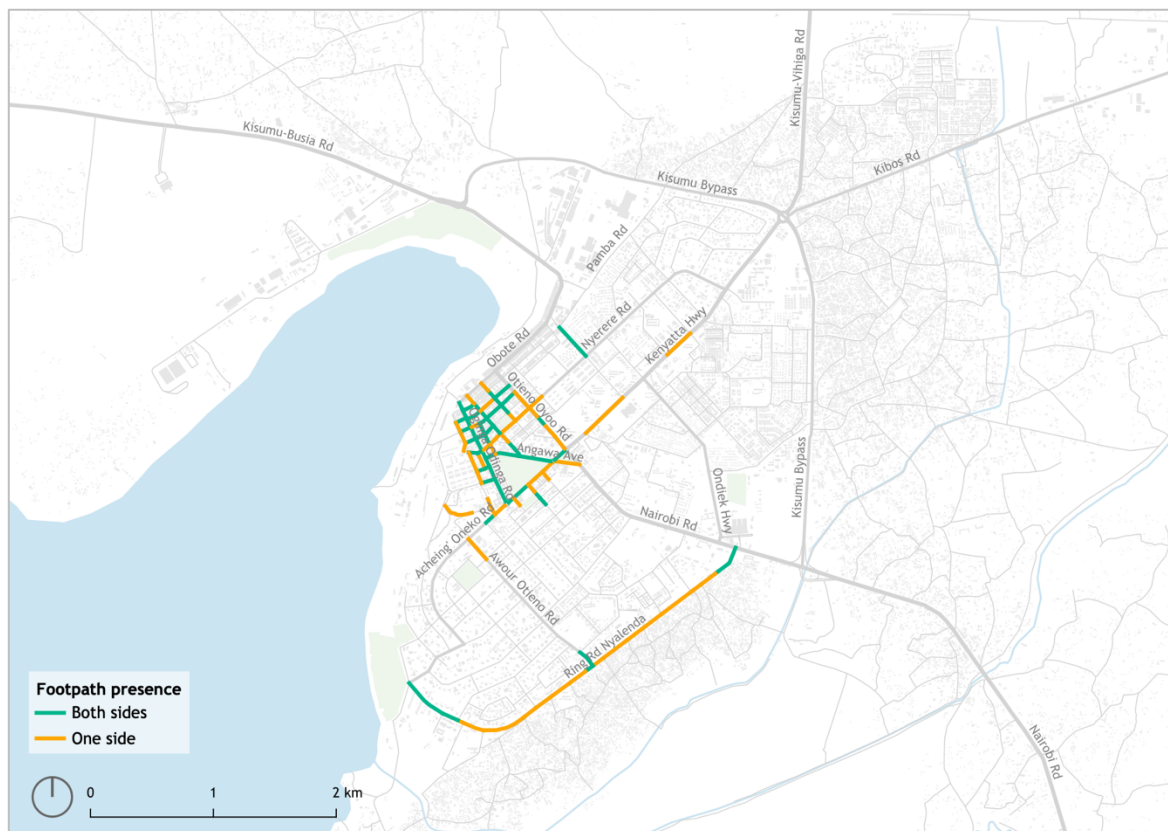 Kisumu-Vihiga Rd
Kisumu-Busia Rd
Kibos Rd
Kisumu Bypass
Pamba Rd
Nyerere Rd
Kenyatta Hwy
Obote Rd
Otieno Oyoo Rd
Odinga Rd
Angawa Ave
Ondiek Hwy
Kisumu Bypass
Nairobi Rd
Acheing' Oneko Rd
Awour Otieno Rd
Ring Rd Nyalenda
Nairobi Rd
Footpath presence
Both sides
One side
0 1 2 km